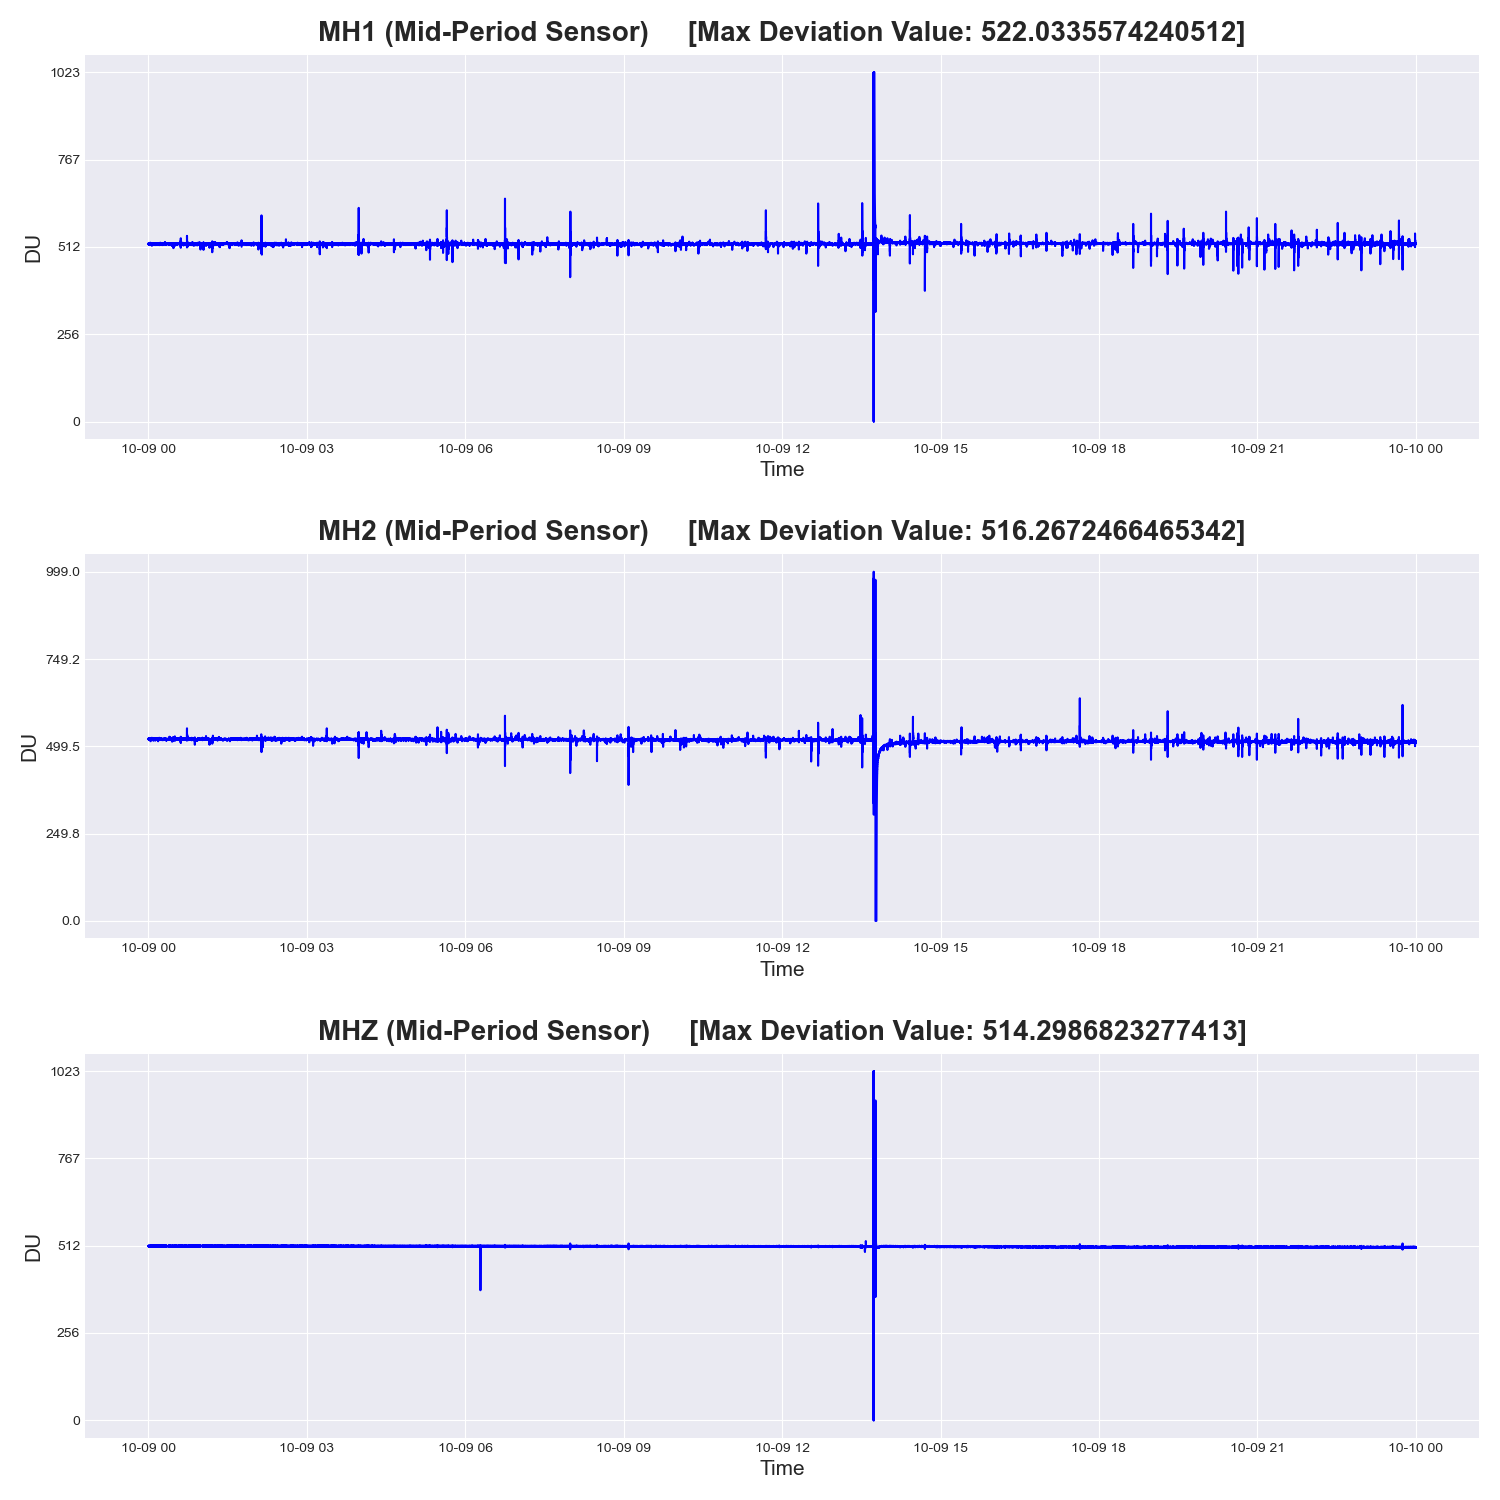 MH1 (Mid-Period Sensor) [Max Deviation Value: 522.0335574240512]
1023
767
512
256
0
DU
10-09 00 10-09 03 10-09 06 10-09 09 10-09 12 10-09 15 10-09 18 10-09 21 10-10 00
Time
MH2 (Mid-Period Sensor) [Max Deviation Value: 516.2672466465342]
999.0
749.2
499.5
249.8
0.0
DU
10-09 00 10-09 03 10-09 06 10-09 09 10-09 12 10-09 15 10-09 18 10-09 21 10-10 00
Time
MHZ (Mid-Period Sensor) [Max Deviation Value: 514.2986823277413]
1023
767
512
256
0
DU
10-09 00 10-09 03 10-09 06 10-09 09 10-09 12 10-09 15 10-09 18 10-09 21 10-10 00
Time